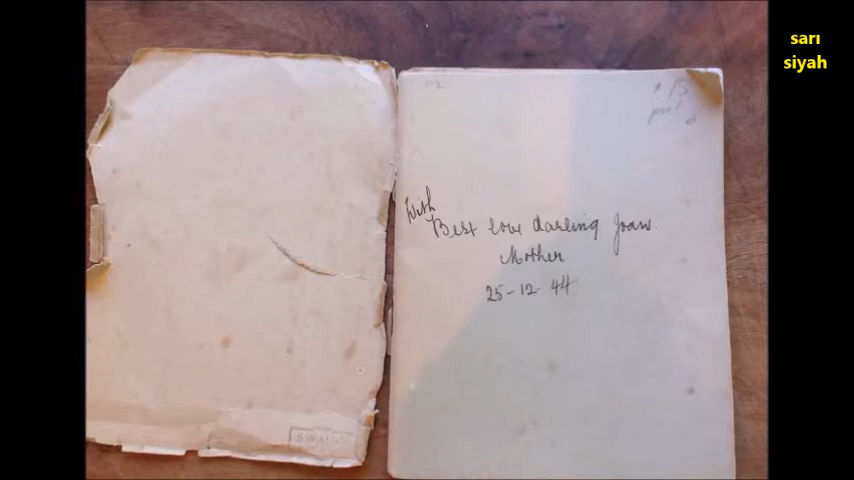 sarı
siyah
With
Best love darling Joan.
Mother
25-12-44